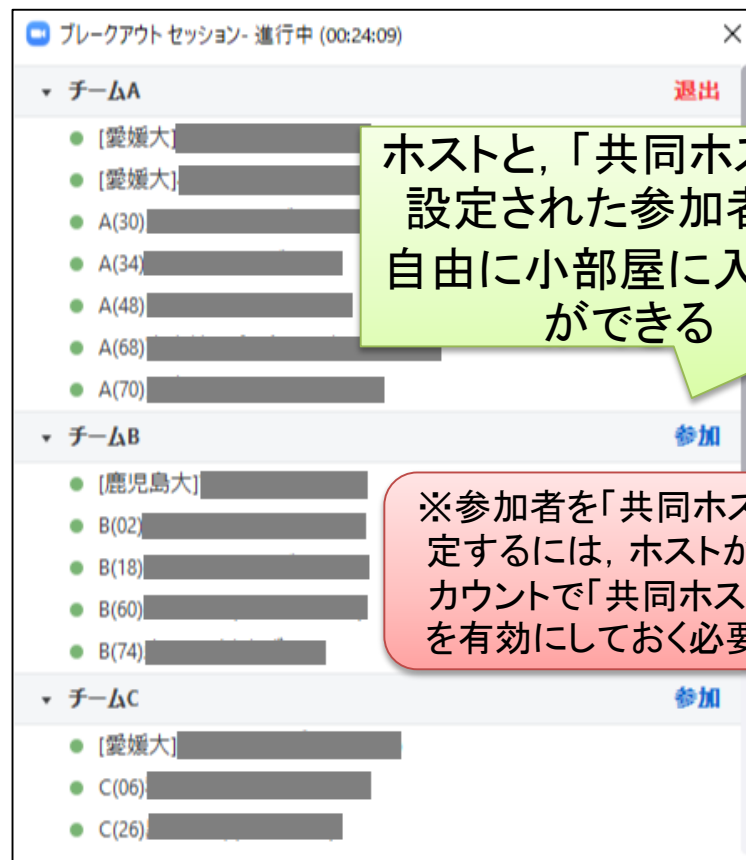 ブレークアウト セッション- 進行中 (00:24:09)
チームA 退出
[愛媛大]
[愛媛大]
A(30)
A(34)
A(48)
A(68)
A(70)
ホストと，「共同ホス
設定された参加者
自由に小部屋に入
ができる
チームB 参加
[鹿児島大]
B(02)
B(18)
B(60)
B(74)
※参加者を「共同ホス
定するには，ホストが
カウントで「共同ホス
を有効にしておく必要
チームC 参加
[愛媛大]
C(06)
C(26)